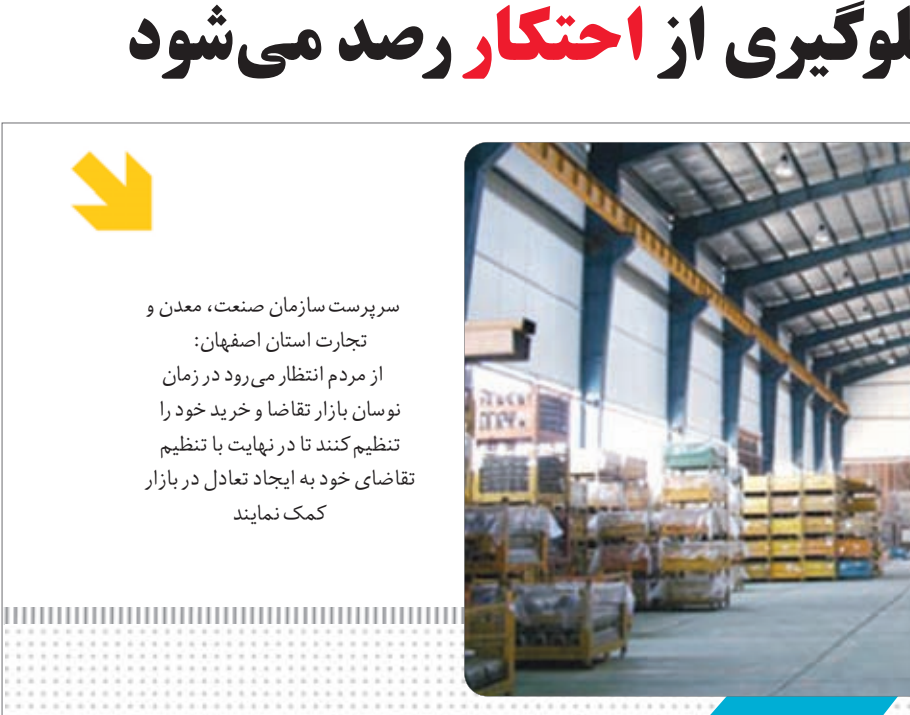 از احتکار رصد می‌شود
سرپرست سازمان صنعت، معدن و
تجارت استان اصفهان:
از مردم انتظار می‌رود در زمان
نوسان بازار تقاضا و خرید خود را
تنظیم کنند تا در نهایت با تنظیم
تقاضای خود به ایجاد تعادل در بازار
کمک نمایند